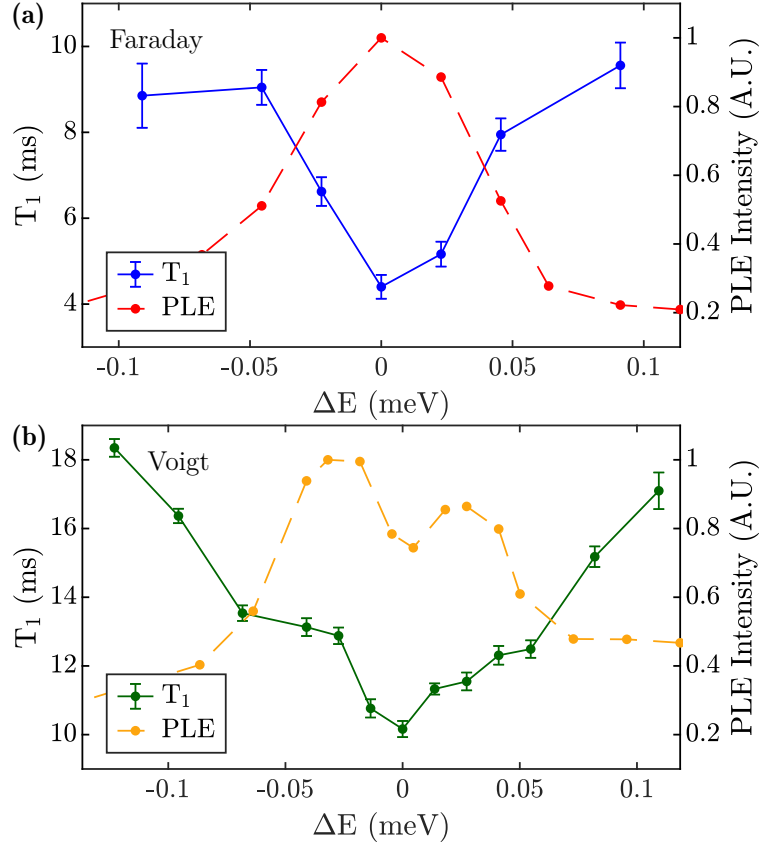 (a)
Faraday
10
8
6
4
T1 (ms)
1
0.8
0.6
0.4
0.2
PLE Intensity (A.U.)
T1
PLE
-0.1
-0.05
0
0.05
0.1
ΔE (meV)
(b)
Voigt
18
16
14
12
10
T1 (ms)
1
0.8
0.6
0.4
0.2
PLE Intensity (A.U.)
T1
PLE
-0.1
-0.05
0
0.05
0.1
ΔE (meV)